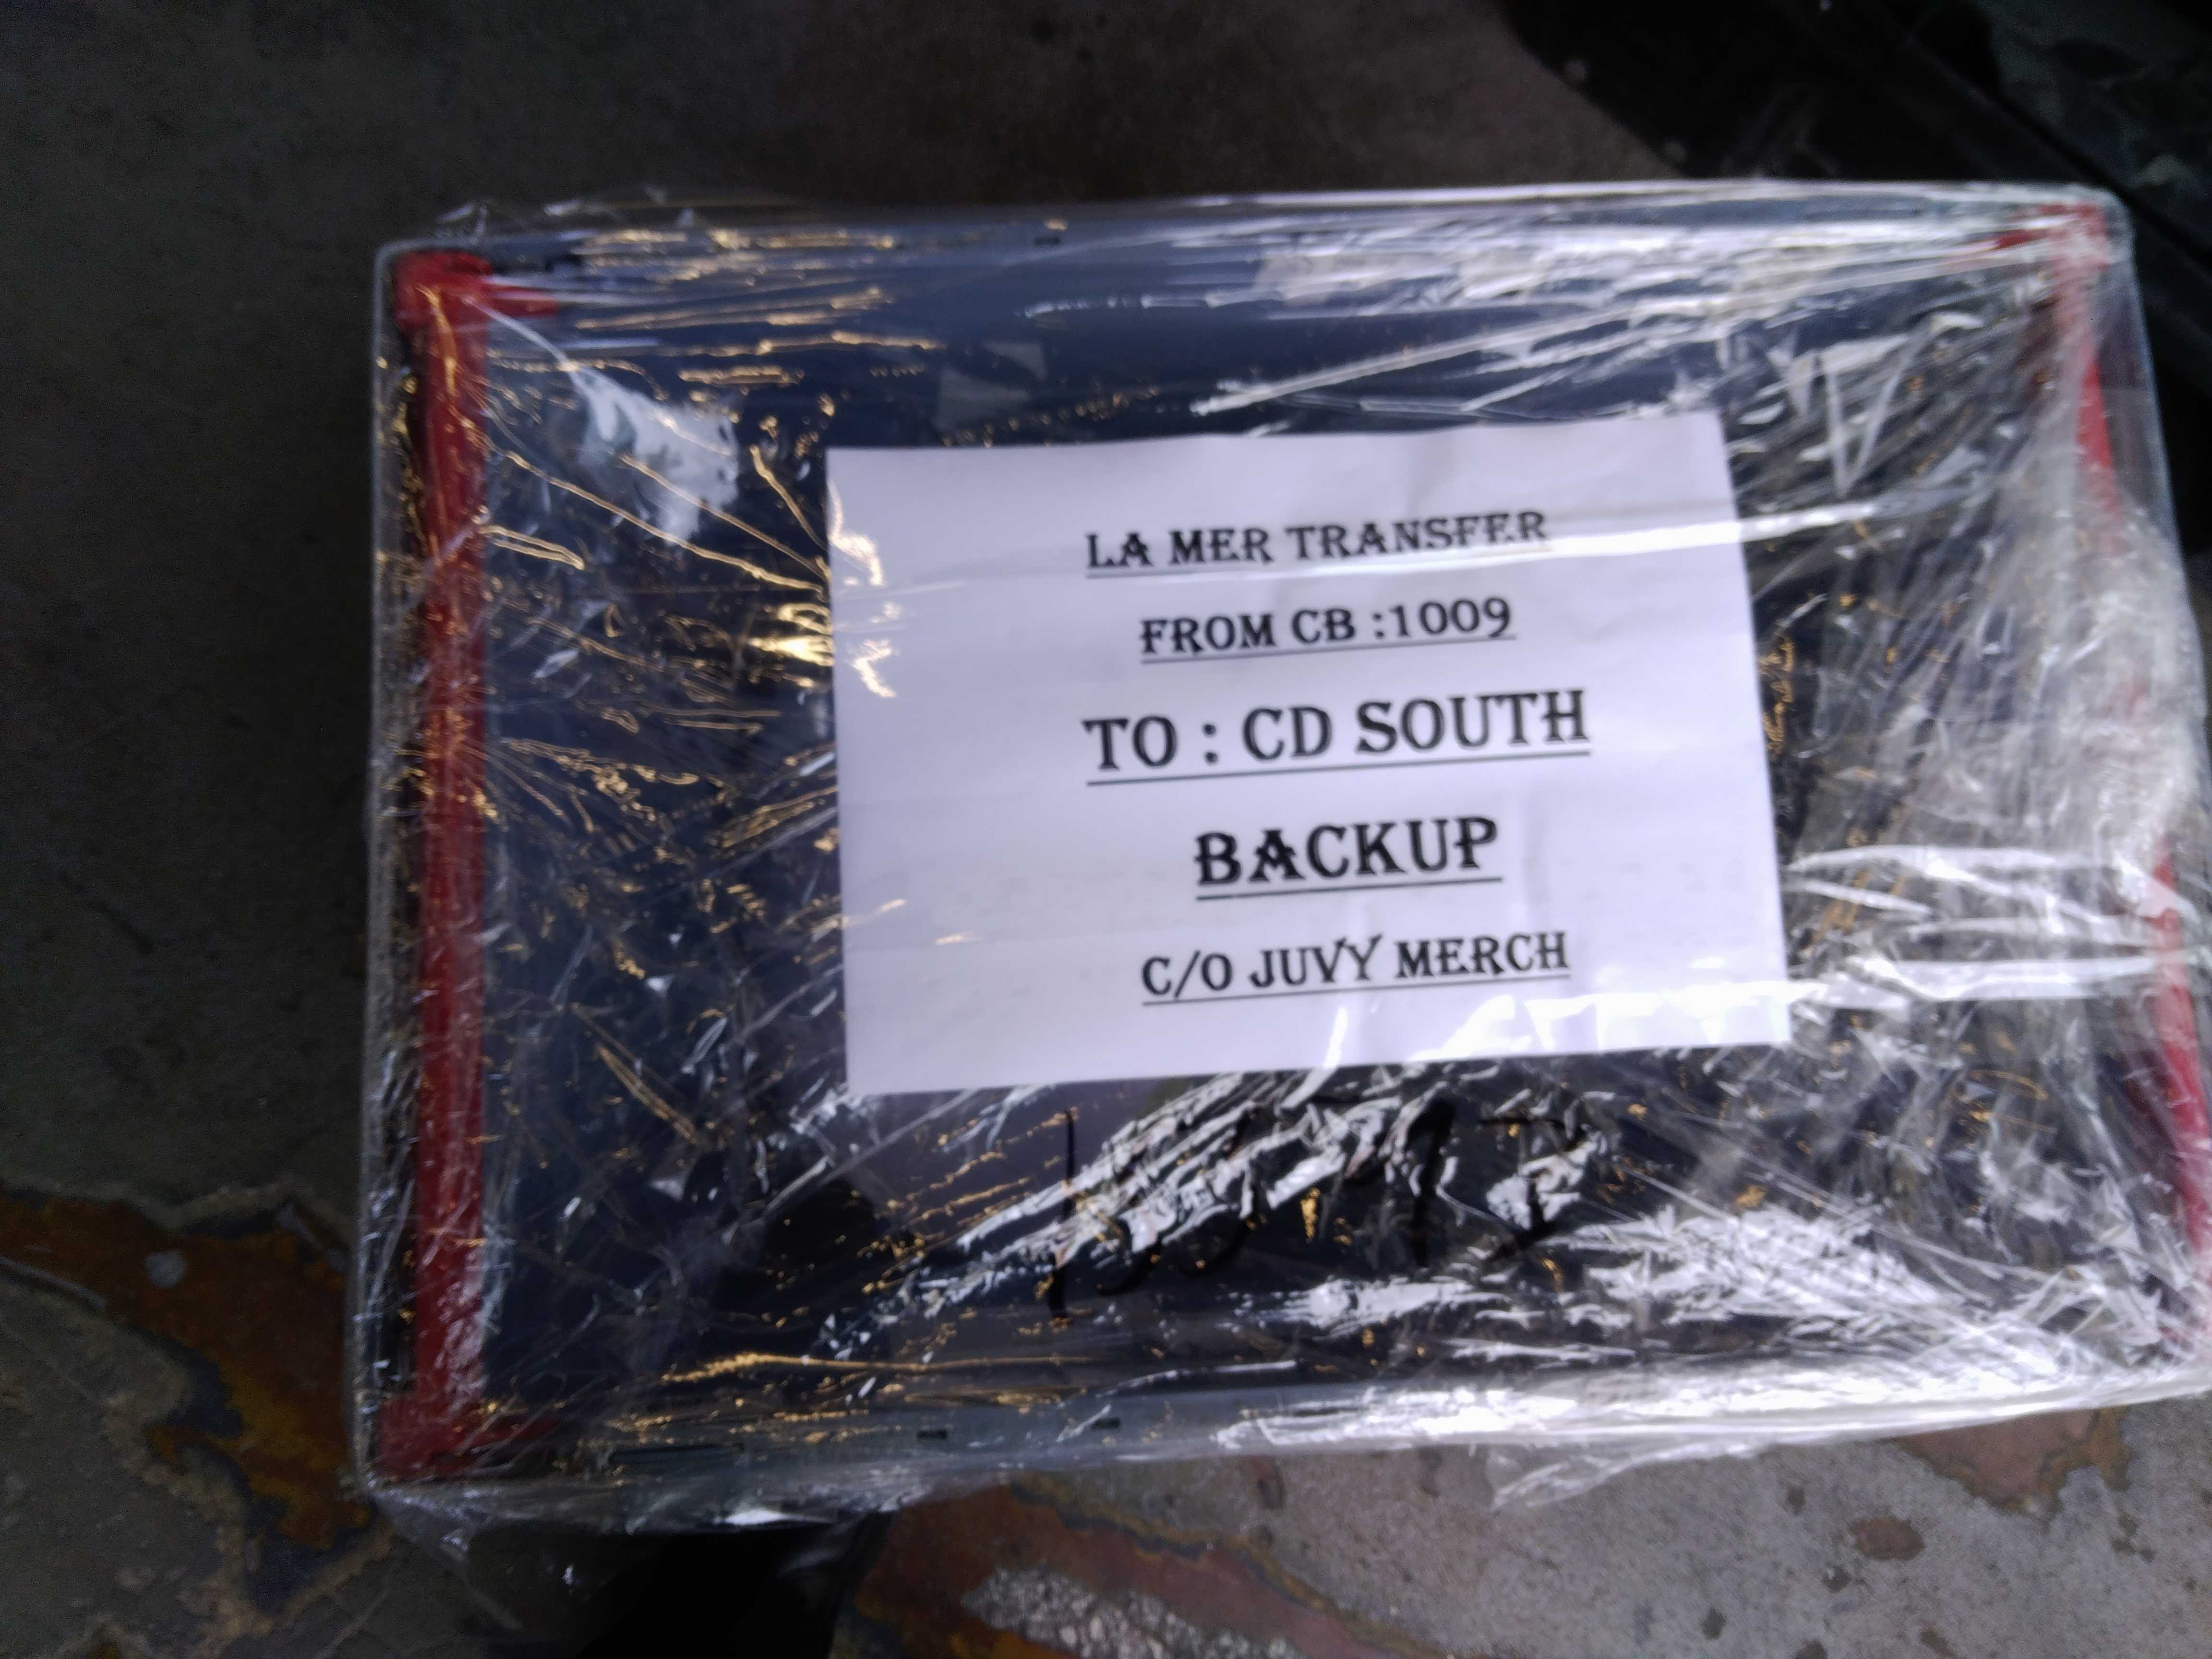 LA MER TRANSFER
FROM CB :1009
TO : CD SOUTH
BACKUP
C/O JUVY MERCH